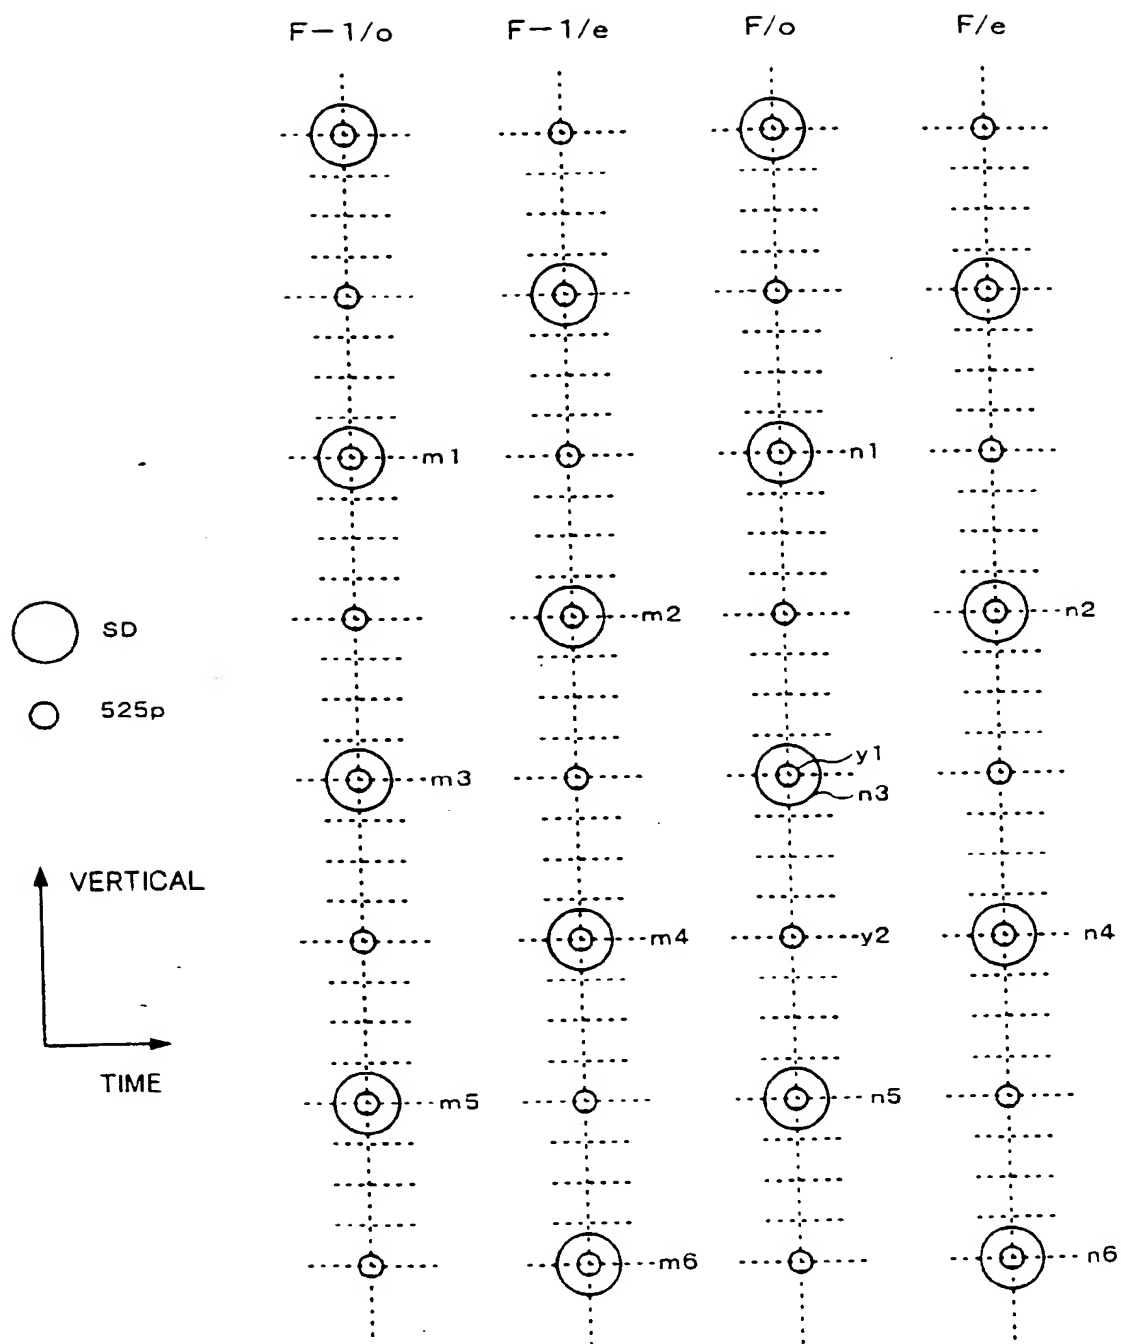 F-1/o F-1/e F/o F/e
m1 n1
m2 n2
SD
525p
y1
m3 n3
VERTICAL
m4 y2 n4
TIME
m5 n5
m6 n6